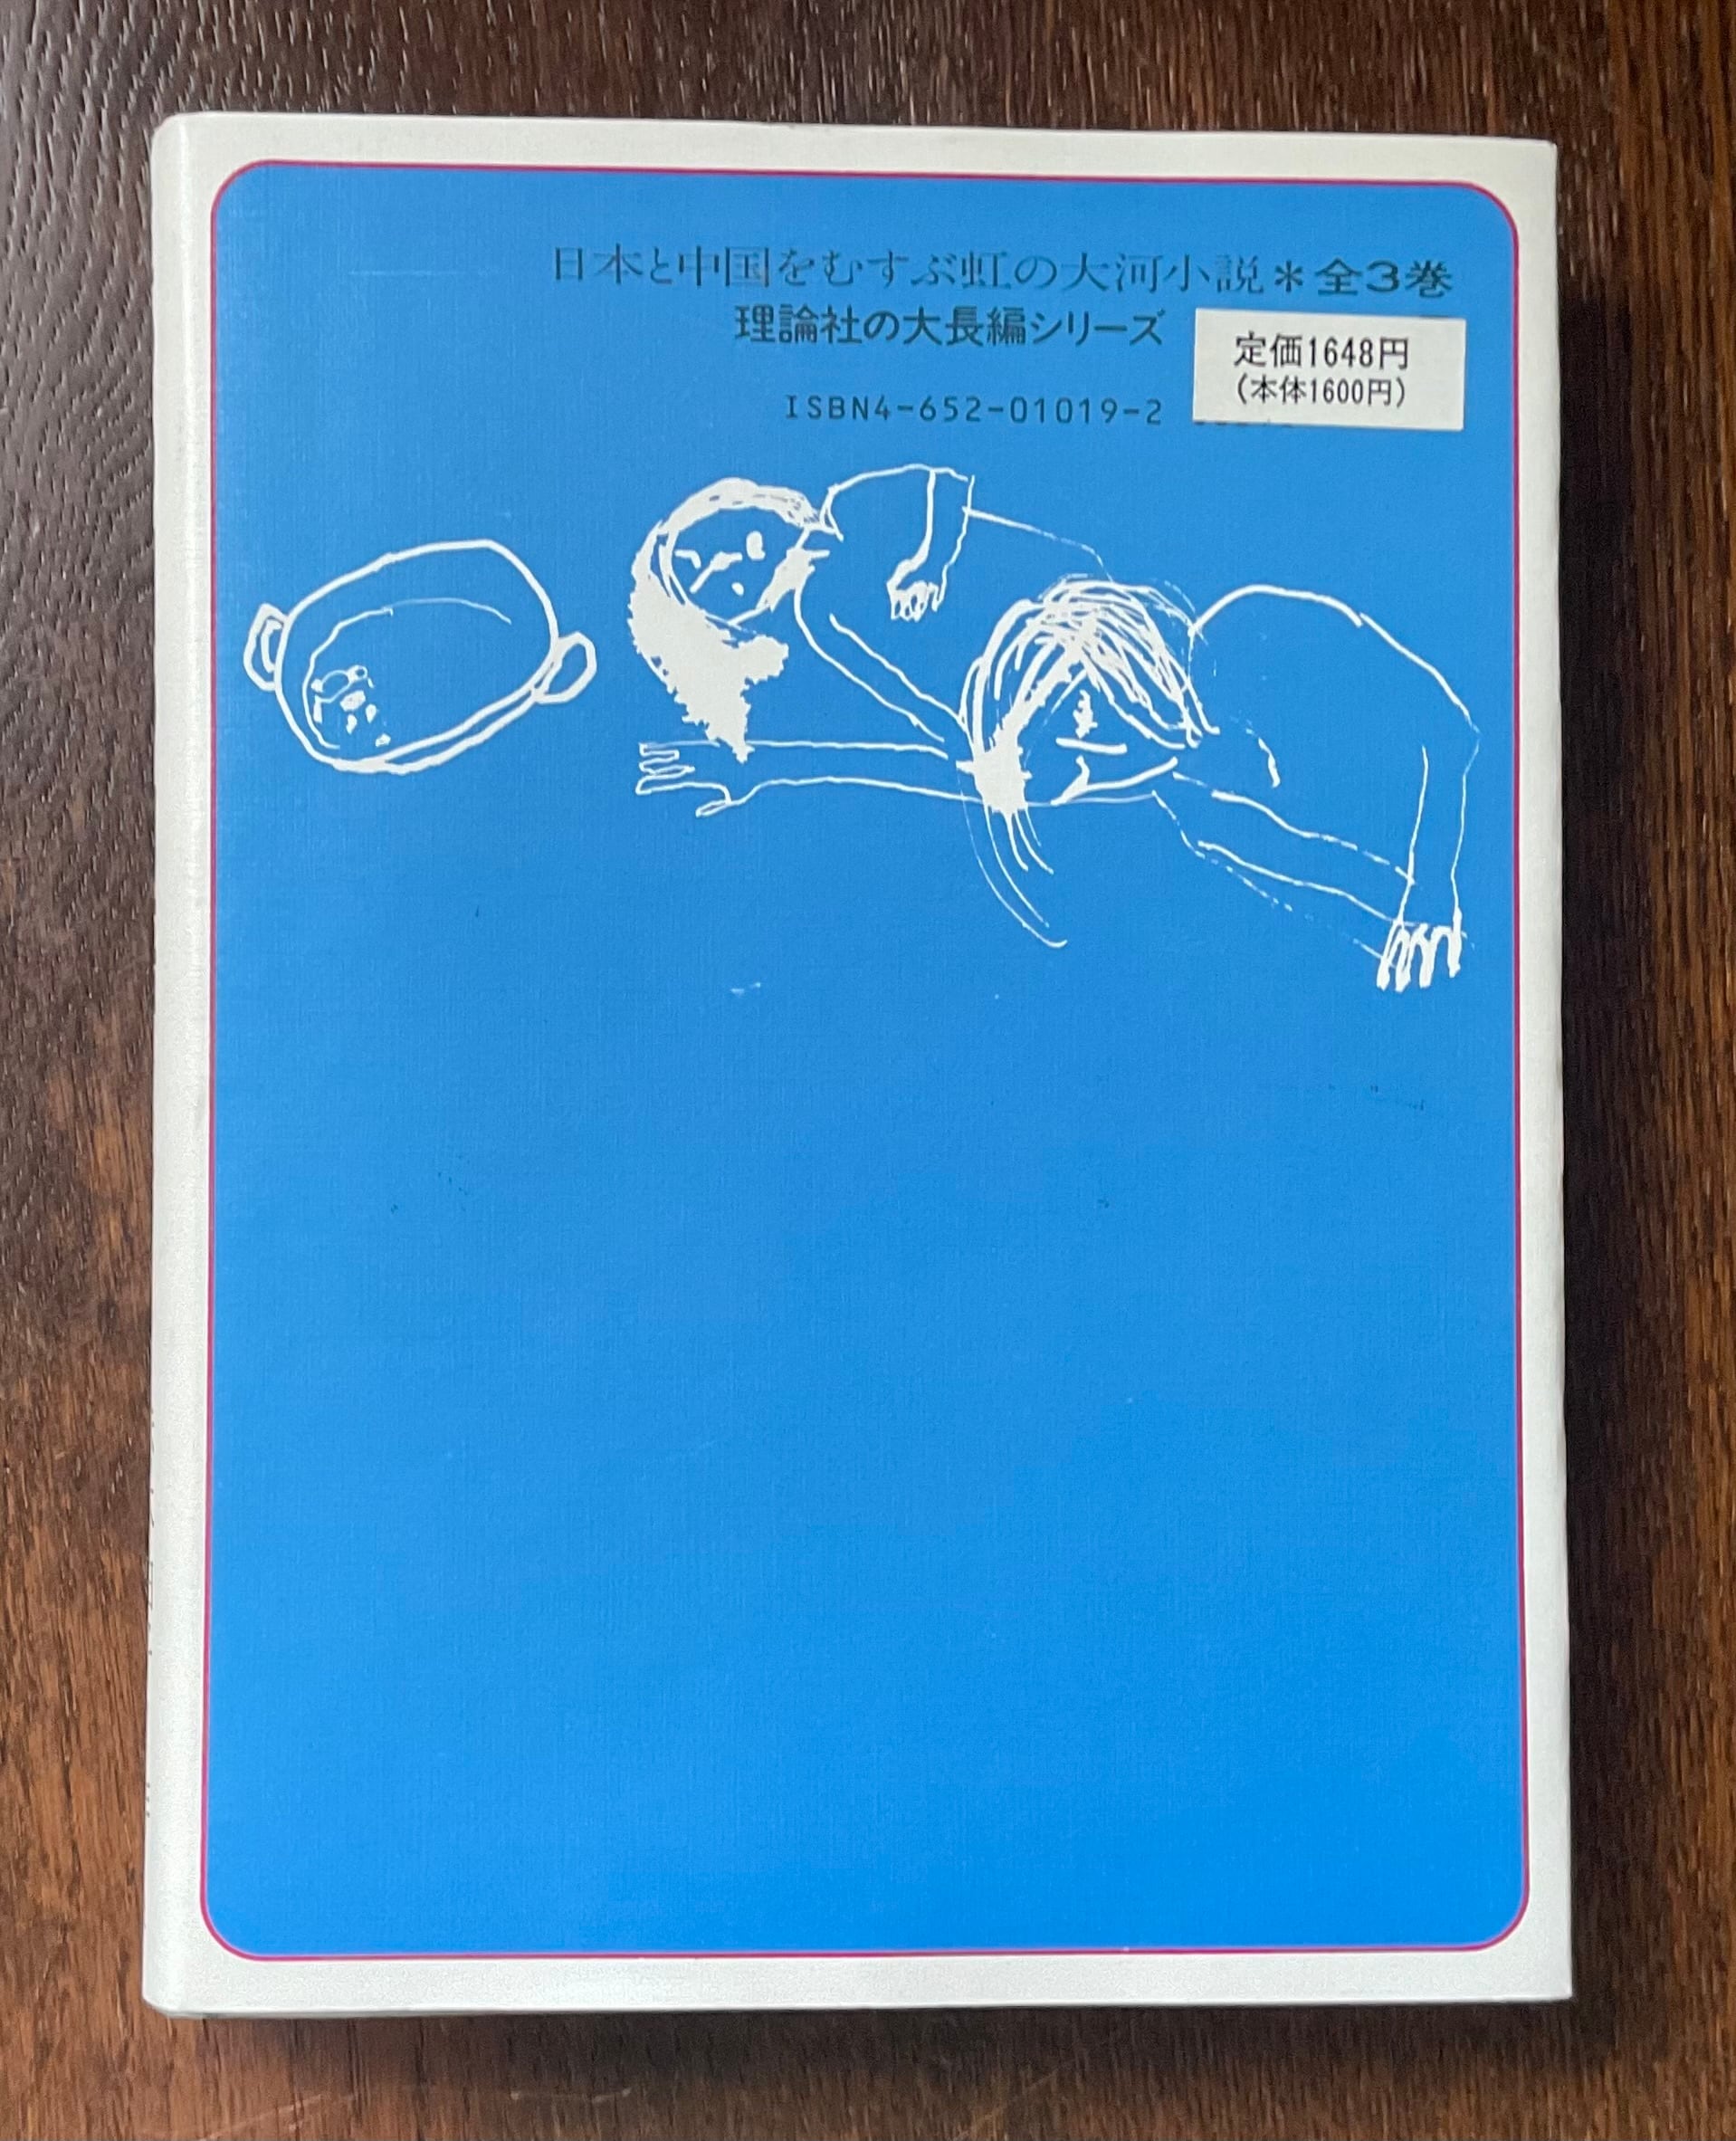 日本と中国をむすぶ虹の大河小説＊全3巻
理論社の大長編シリーズ
定価1648円
(本体1600円)
ISBN4-652-01019-2